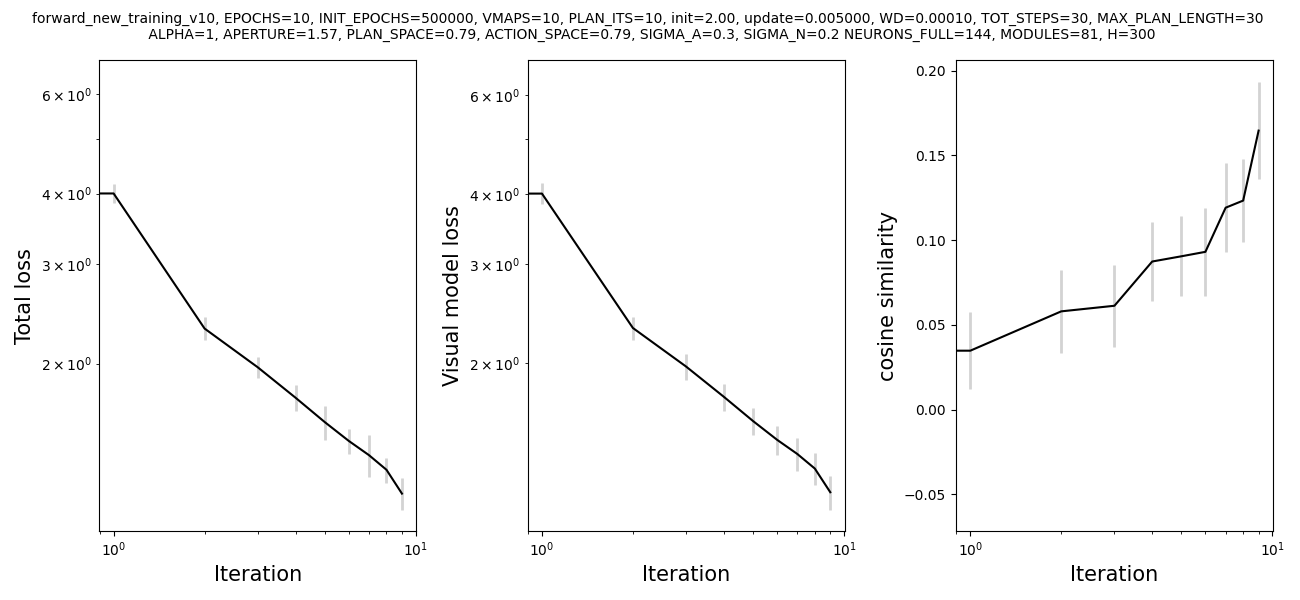 forward_new_training_v10, EPOCHS=10, INIT_EPOCHS=500000, VMAPS=10, PLAN_ITS=10, init=2.00, update=0.005000, WD=0.00010, TOT_STEPS=30, MAX_PLAN_LENGTH=30
ALPHA=1, APERTURE=1.57, PLAN_SPACE=0.79, ACTION_SPACE=0.79, SIGMA_A=0.3, SIGMA_N=0.2 NEURONS_FULL=144, MODULES=81, H=300
Total loss
6 × 10⁰
4 × 10⁰
3 × 10⁰
2 × 10⁰
10⁰
10¹
Iteration
Visual model loss
6 × 10⁰
4 × 10⁰
3 × 10⁰
2 × 10⁰
10⁰
10¹
Iteration
cosine similarity
0.20
0.15
0.10
0.05
0.00
−0.05
10⁰
10¹
Iteration